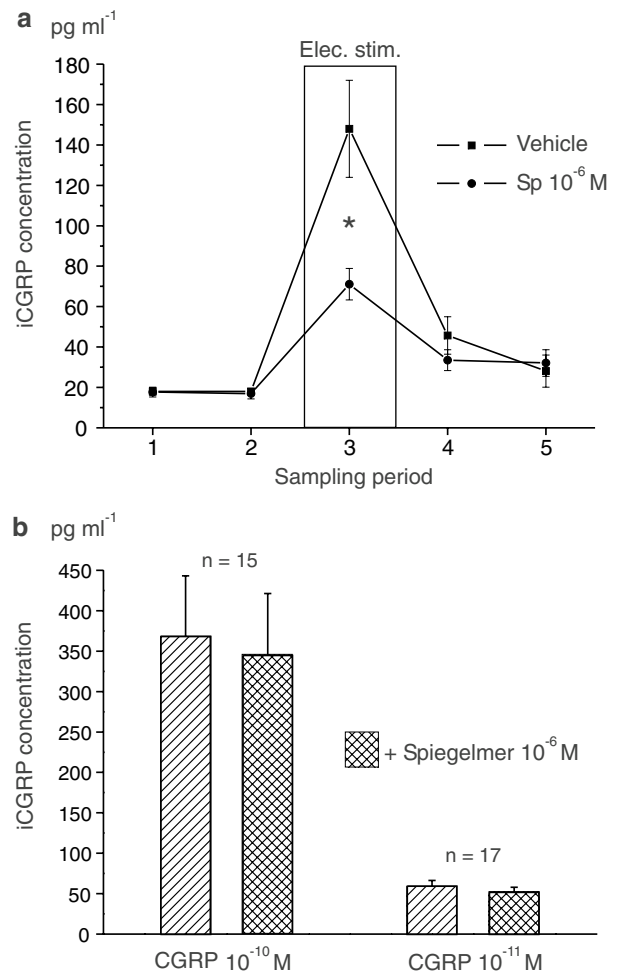 a pg ml⁻¹
Elec. stim.
180
160
140
120
100
80
60
40
20
0
iCGRP concentration
Vehicle
Sp 10⁻⁶ M
*
1 2 3 4 5
Sampling period
b pg ml⁻¹
n = 15
450
400
350
300
250
200
150
100
50
0
iCGRP concentration
+ Spiegelmer 10⁻⁶ M
n = 17
CGRP 10⁻¹⁰ M CGRP 10⁻¹¹ M